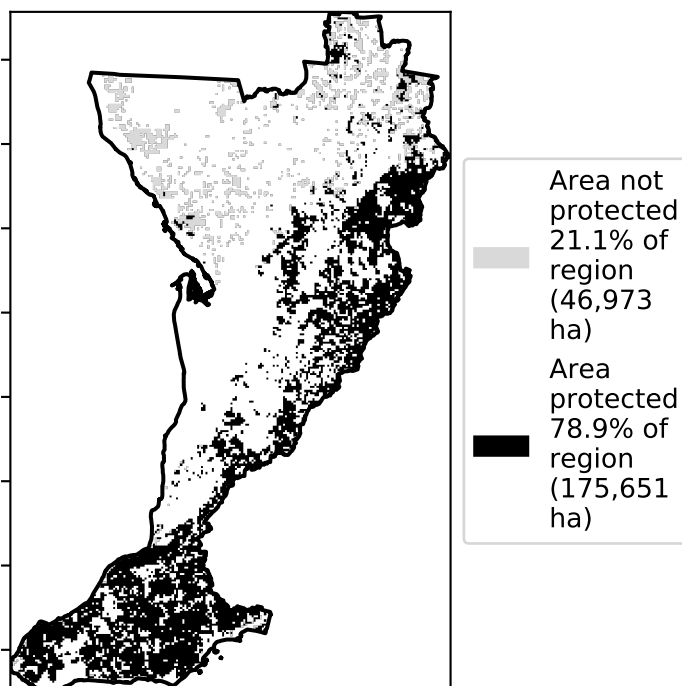 Area not
protected
21.1% of
region
(46,973
ha)
Area
protected
78.9% of
region
(175,651
ha)